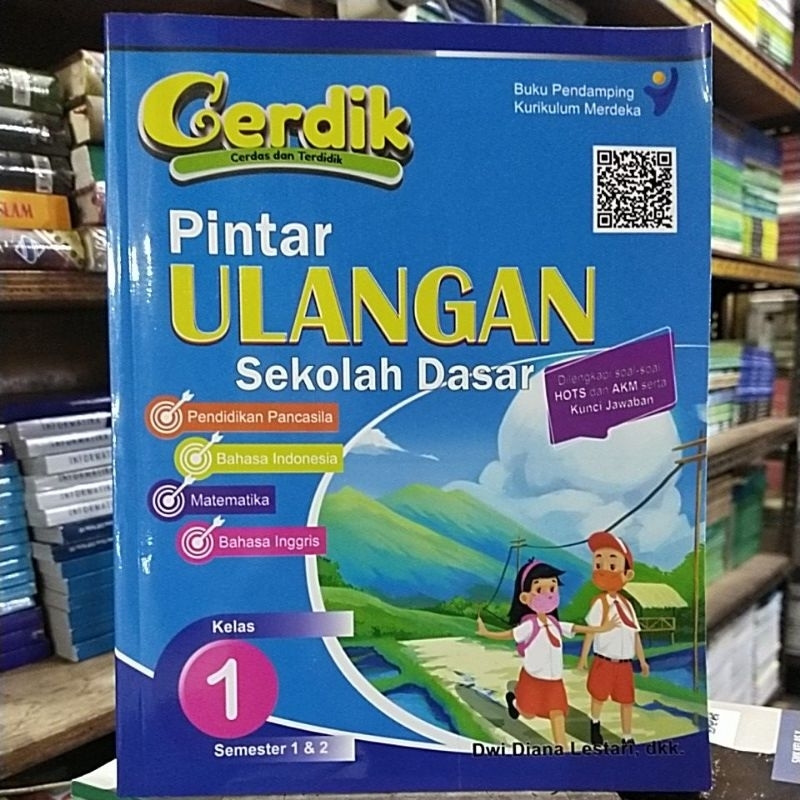 Cerdik
Cerdas dan Terdidik
Buku Pendamping
Kurikulum Merdeka
Pintar
ULANGAN
Sekolah Dasar
Dilengkapi soal-soal
HOTS dan AKM serta
Kunci Jawaban
Pendidikan Pancasila
Bahasa Indonesia
Matematika
Bahasa Inggris
Kelas
1
Semester 1 & 2
Dwi Diana Lestari, dkk.
INFORMATIKA